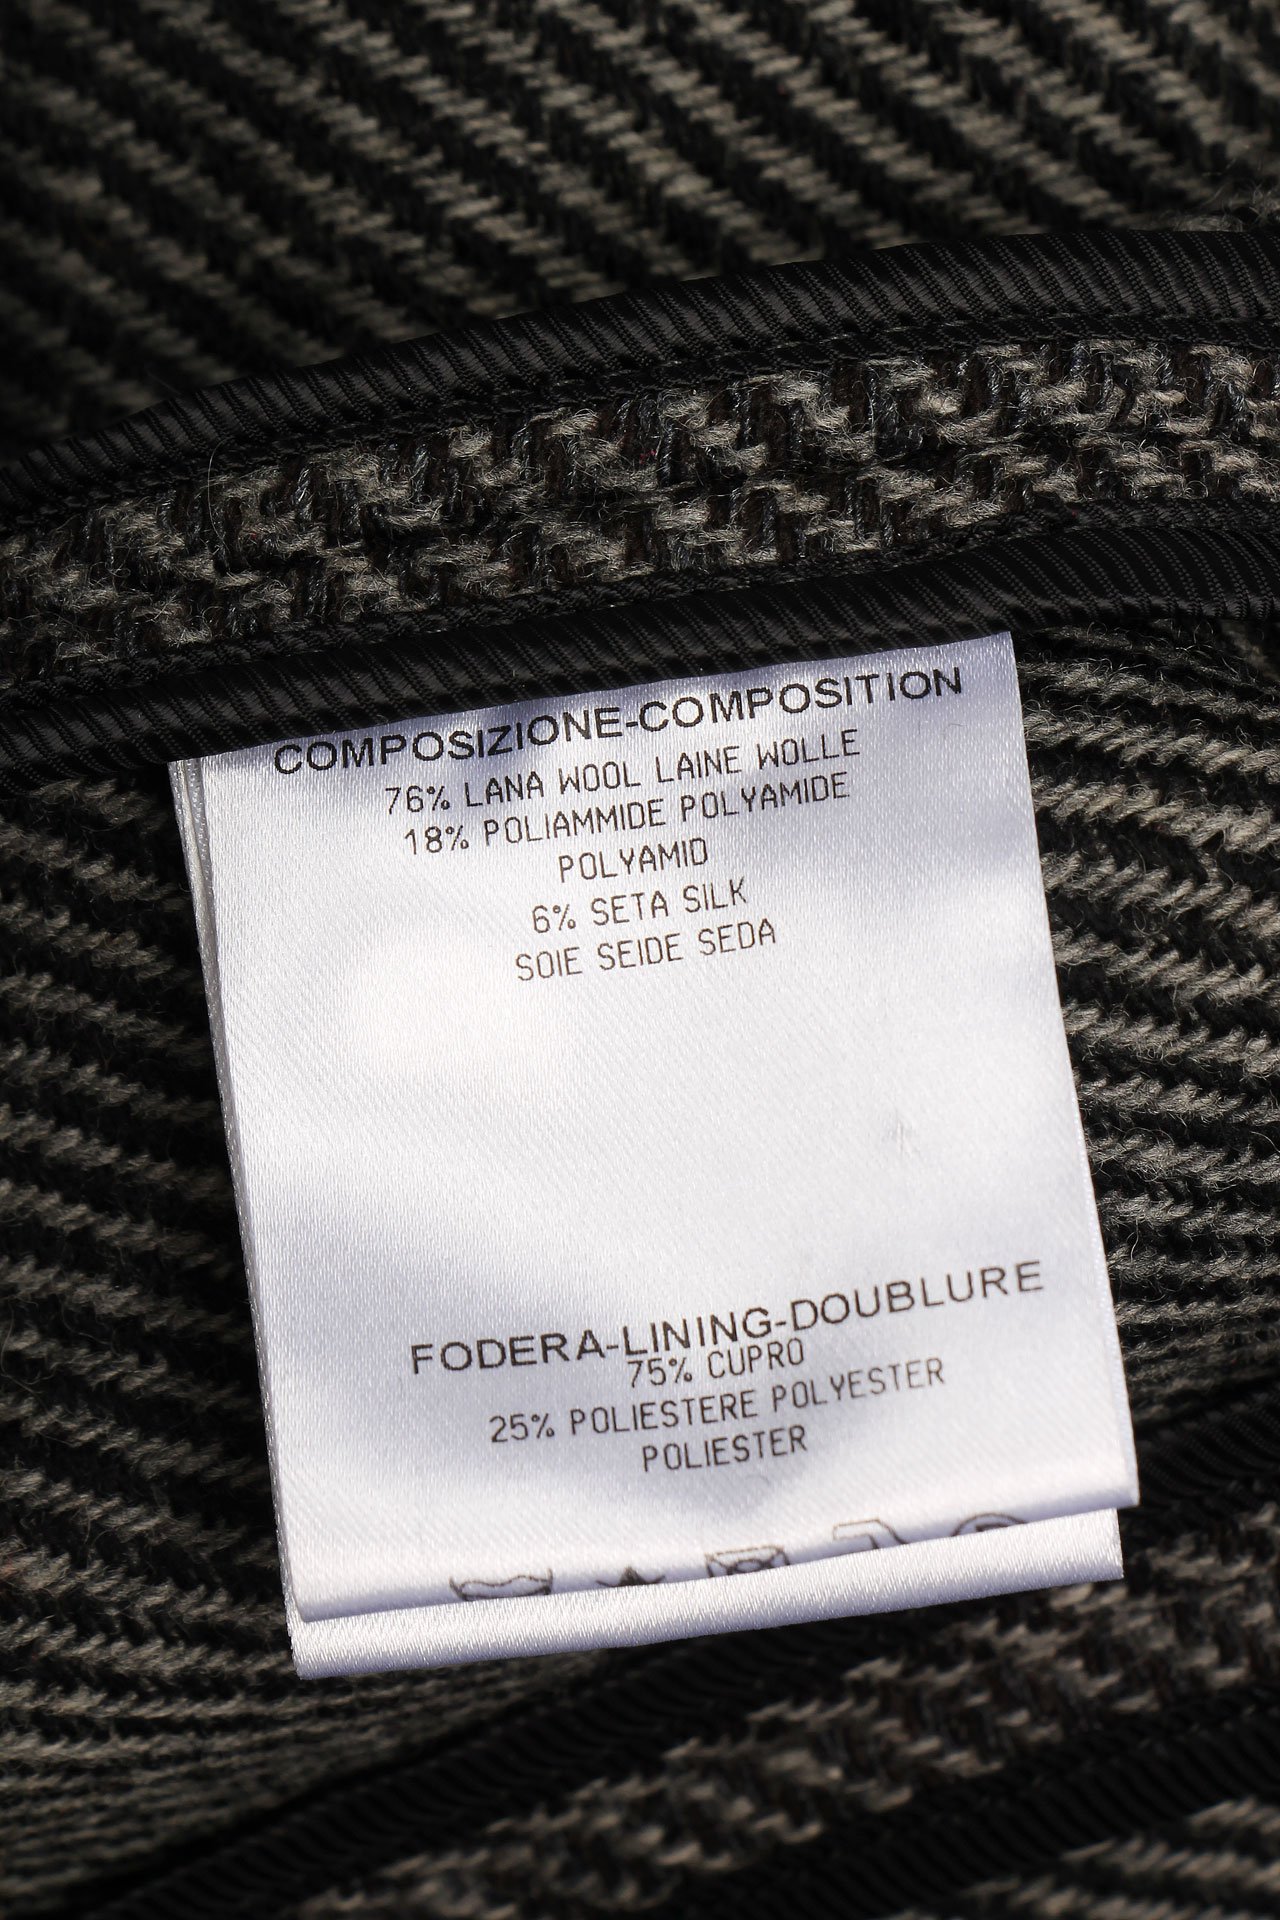 COMPOSIZIONE-COMPOSITION
76% LANA WOOL LAINE WOLLE
18% POLIAMMIDE POLYAMIDE
POLYAMID
6% SETA SILK
SOIE SEIDE SEDA
FODERA-LINING-DOUBLURE
75% CUPRO
25% POLIESTERE POLYESTER
POLIESTER